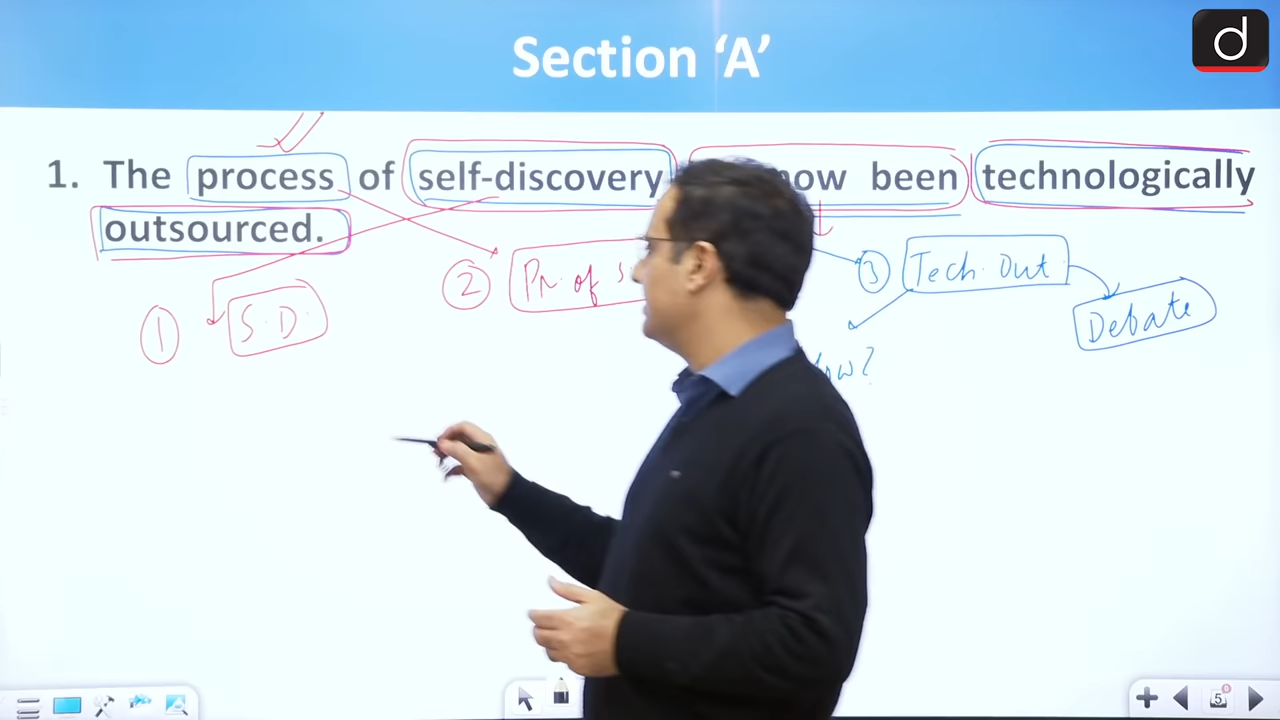 d
Section ‘A’
1. The process of self-discovery now been technologically
outsourced.
① S.D.
② Pr. of
③ Tech. Out.
Debate
5